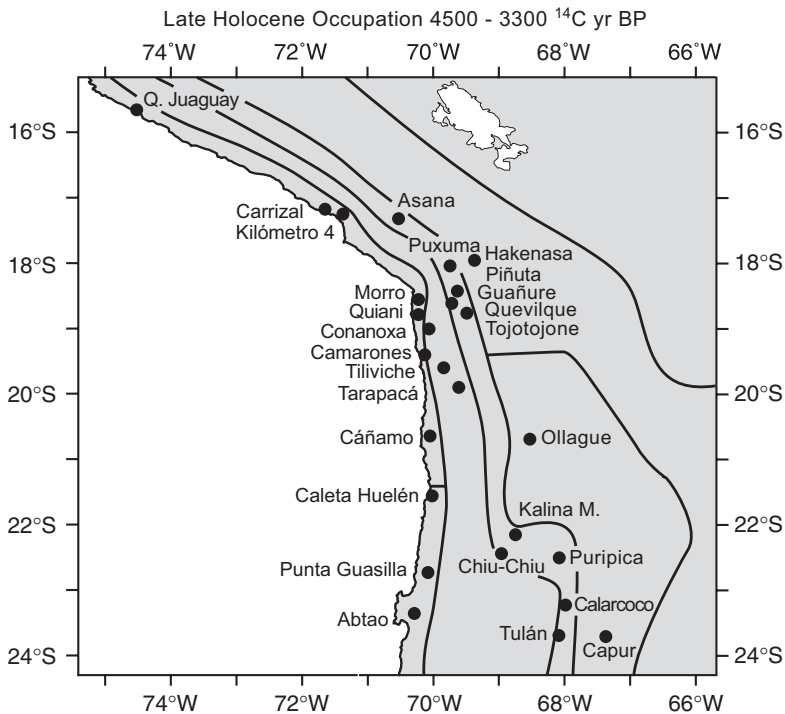 Late Holocene Occupation 4500 - 3300 ¹⁴C yr BP
74°W 72°W 70°W 68°W 66°W
Q. Juaguay
16°S 16°S
Asana
Carrizal
Kilómetro 4
Puxuma
Hakenasa
18°S 18°S
Piñuta
Morro
Guañure
Quiani
Quevilque
Conanoxa
Tojotojone
Camarones
Tiliviche
20°S 20°S
Tarapacá
Cáñamo
Ollague
Caleta Huelén
Kalina M.
22°S 22°S
Chiu-Chiu
Puripica
Punta Guasilla
Calarcoco
Abtao
Tulán
Capur
24°S 24°S
74°W 72°W 70°W 68°W 66°W